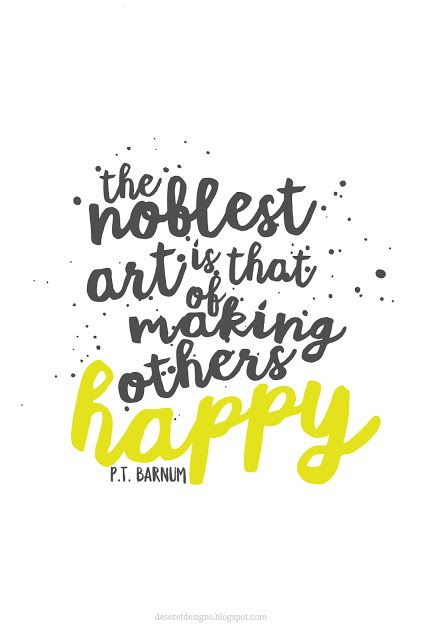 the
noblest
art is that
of
making
others
happy
P.T. BARNUM
deseretdesigns.blogspot.com